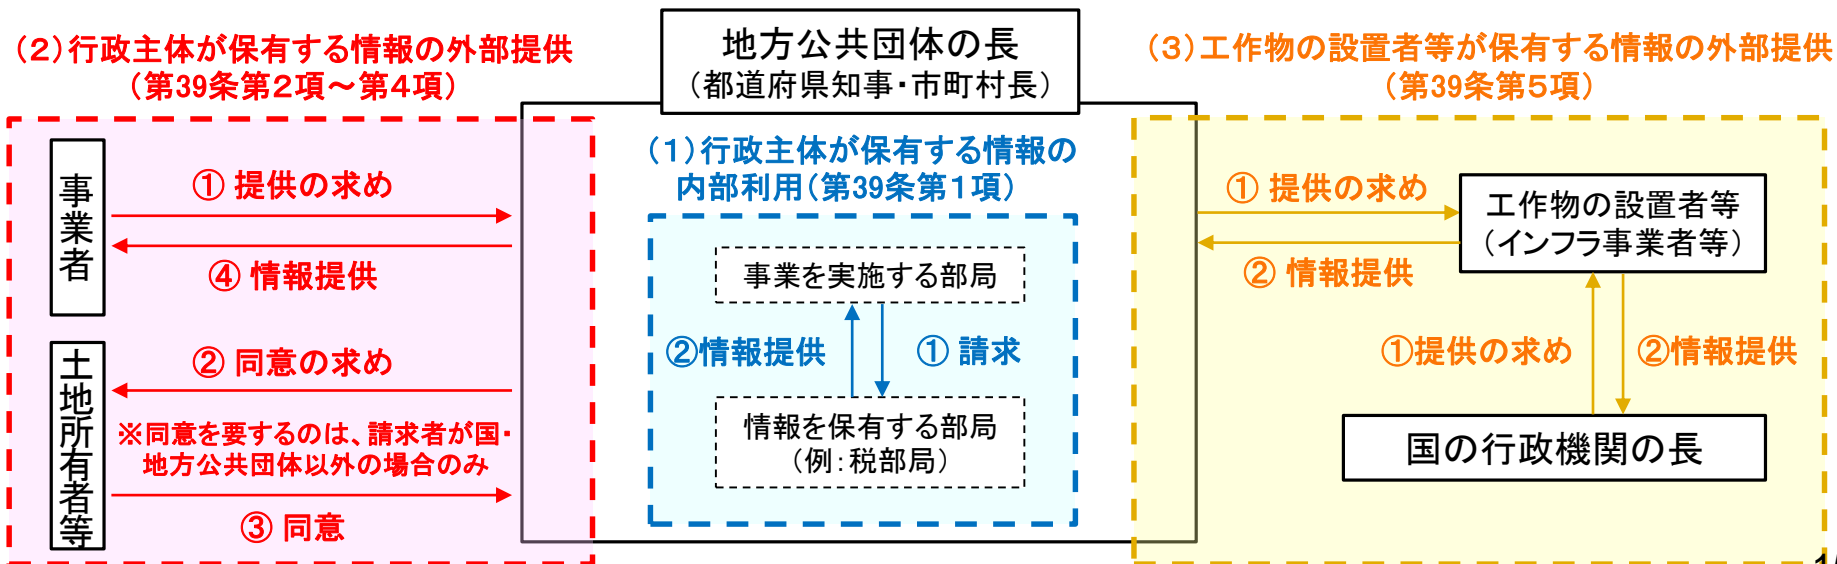 地方公共団体の長
（都道府県知事・市町村長）
（２）行政主体が保有する情報の外部提供
（第39条第２項～第４項）
事業者
① 提供の求め
④ 情報提供
土地所有者等
② 同意の求め
※同意を要するのは、請求者が国・
地方公共団体以外の場合のみ
③ 同意
（１）行政主体が保有する情報の
内部利用（第39条第１項）
事業を実施する部局
②情報提供
① 請求
情報を保有する部局
（例：税部局）
（３）工作物の設置者等が保有する情報の外部提供
（第39条第５項）
① 提供の求め
② 情報提供
工作物の設置者等
（インフラ事業者等）
①提供の求め
②情報提供
国の行政機関の長